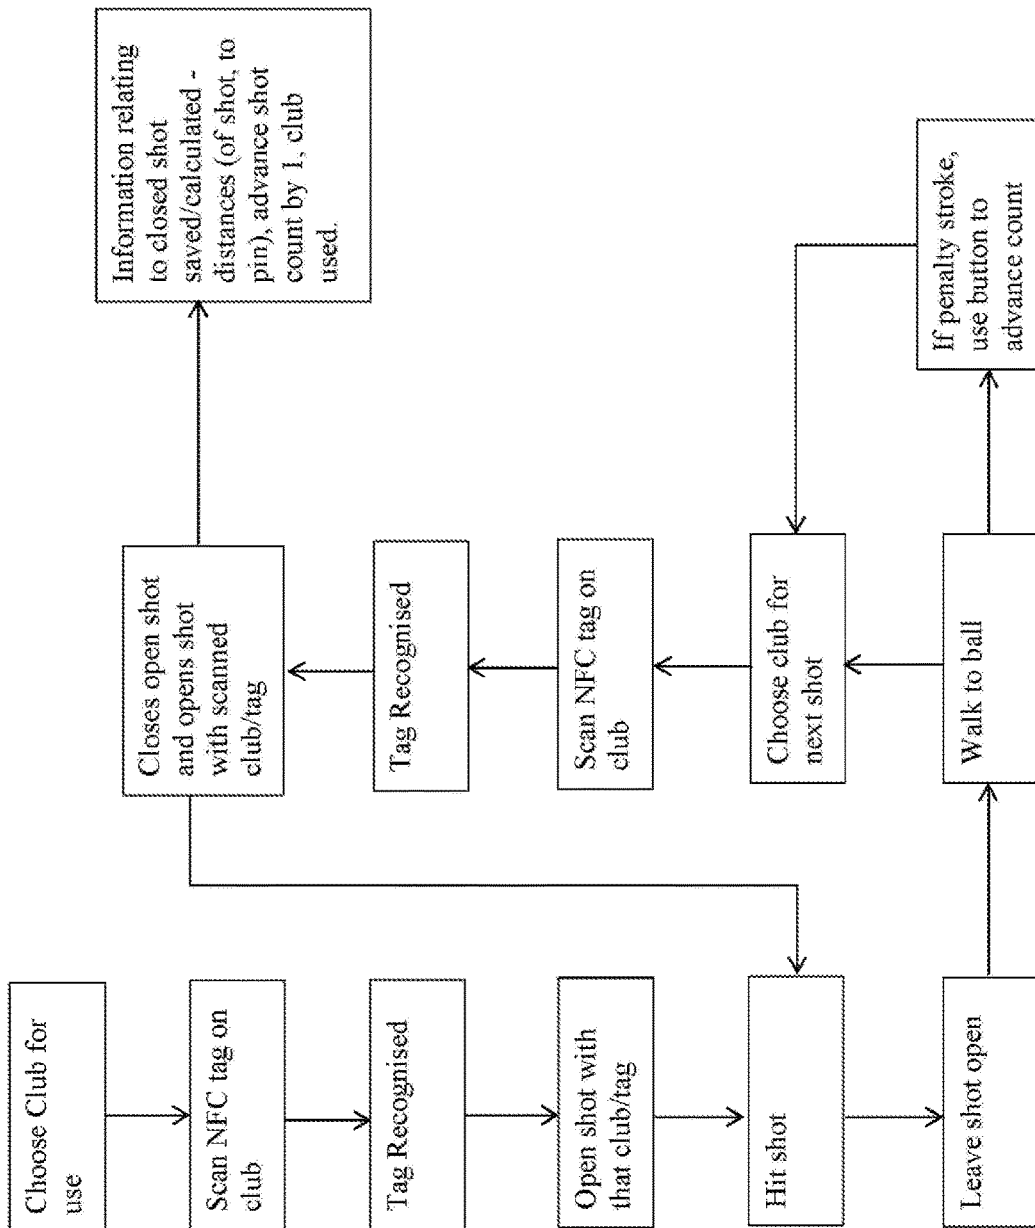 Choose Club for
use
Scan NFC tag on
club
Tag Recognised
Open shot with
that club/tag
Hit shot
Leave shot open
Closes open shot
and opens shot
with scanned
club/tag
Tag Recognised
Scan NFC tag on
club
Choose club for
next shot
Walk to ball
Information relating
to closed shot
saved/calculated -
distances (of shot, to
pin), advance shot
count by 1, club
used.
If penalty stroke,
use button to
advance count